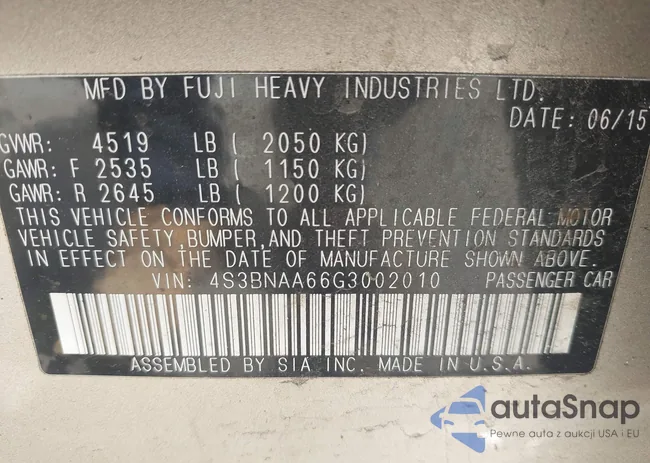 MFD BY FUJI HEAVY INDUSTRIES LTD.
DATE: 06/15
GVWR: 4519 LB ( 2050 KG)
GAWR: F 2535 LB ( 1150 KG)
GAWR: R 2645 LB ( 1200 KG)
THIS VEHICLE CONFORMS TO ALL APPLICABLE FEDERAL MOTOR
VEHICLE SAFETY, BUMPER, AND THEFT PREVENTION STANDARDS
IN EFFECT ON THE DATE OF MANUFACTURE SHOWN ABOVE.
VIN: 4S3BNAA66G3002010 PASSENGER CAR
ASSEMBLED BY SIA INC. MADE IN U.S.A.
autoSnap
Pewne auta z aukcji USA i EU